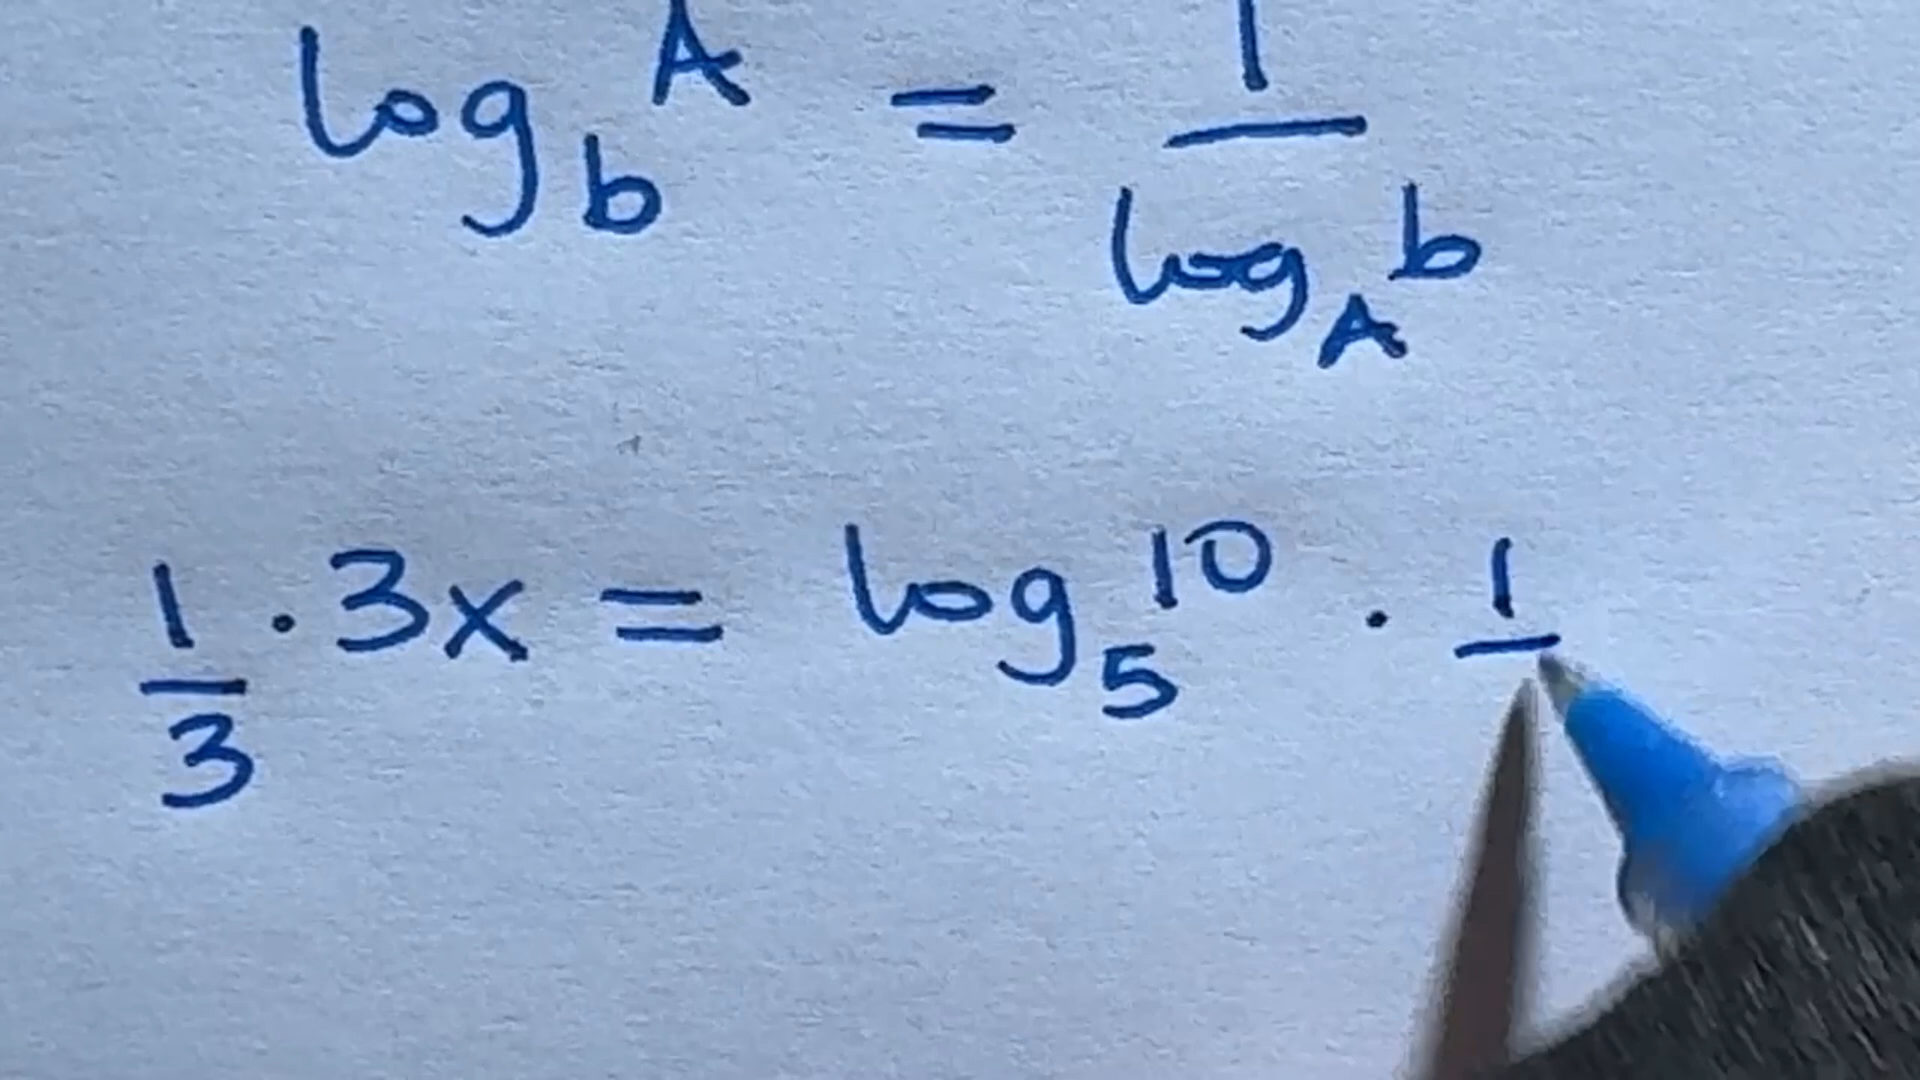 log_b A = 1/log_A b
1/3 · 3x = log_5 10 · 1/